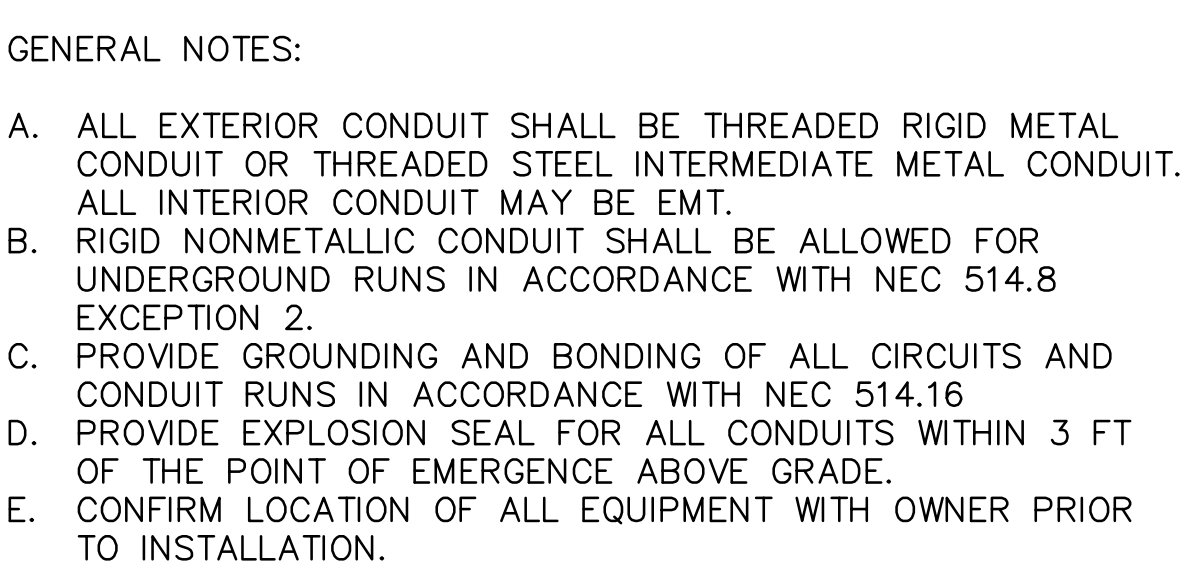 GENERAL NOTES:
A. ALL EXTERIOR CONDUIT SHALL BE THREADED RIGID METAL
CONDUIT OR THREADED STEEL INTERMEDIATE METAL CONDUIT.
ALL INTERIOR CONDUIT MAY BE EMT.
B. RIGID NONMETALLIC CONDUIT SHALL BE ALLOWED FOR
UNDERGROUND RUNS IN ACCORDANCE WITH NEC 514.8
EXCEPTION 2.
C. PROVIDE GROUNDING AND BONDING OF ALL CIRCUITS AND
CONDUIT RUNS IN ACCORDANCE WITH NEC 514.16
D. PROVIDE EXPLOSION SEAL FOR ALL CONDUITS WITHIN 3 FT
OF THE POINT OF EMERGENCE ABOVE GRADE.
E. CONFIRM LOCATION OF ALL EQUIPMENT WITH OWNER PRIOR
TO INSTALLATION.